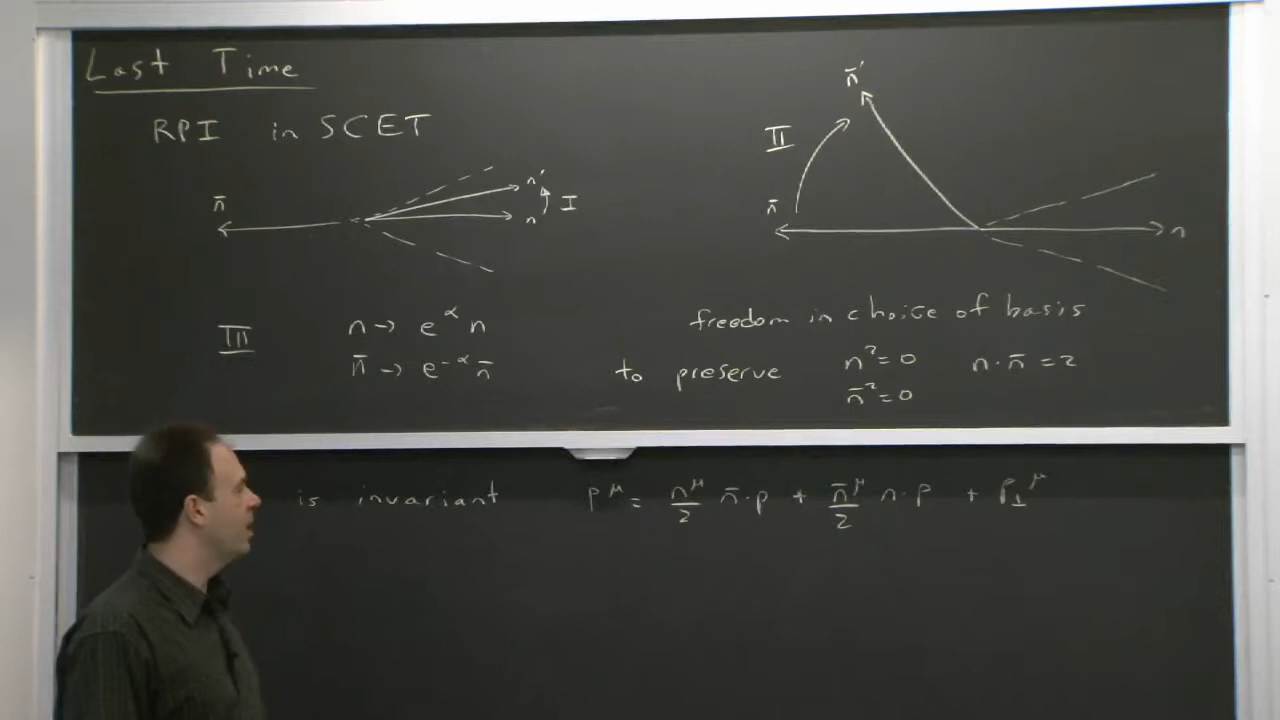 Last Time
RPI in SCET
n̄ n' n I
n̄' II n̄ n
III n → e^α n
n̄ → e^{-α} n̄
freedom in choice of basis
to preserve n² = 0 n · n̄ = 2
n̄² = 0
is invariant P^μ = n^μ/2 n̄ · p + n̄^μ/2 n · p + P_⊥^μ